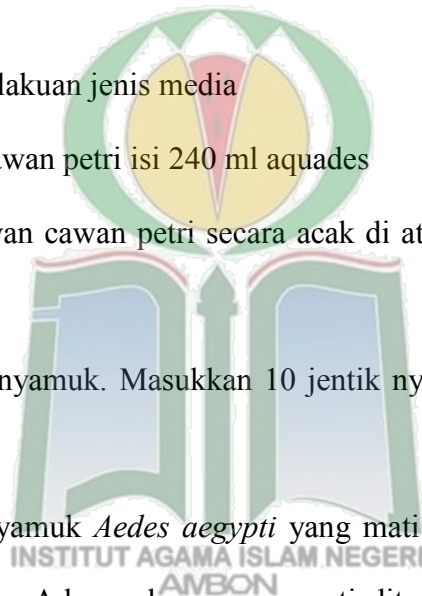 lakuan jenis media
awan petri isi 240 ml aquades
an cawan petri secara acak di at
nyamuk. Masukkan 10 jentik ny
yamuk Aedes aegypti yang mati
INSTITUT AGAMA ISLAM NEGERI
AMBON